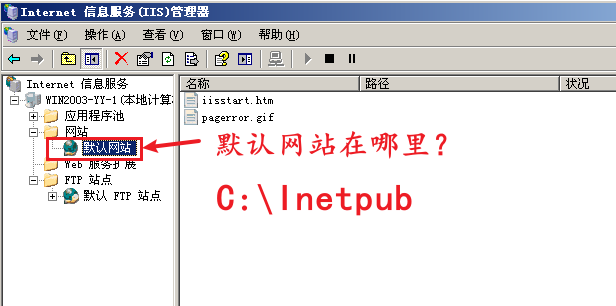 Internet 信息服务(IIS)管理器
文件(F) 操作(A) 查看(V) 窗口(W) 帮助(H)
Internet 信息服务
名称 路径 状况
WIN2003-YY-1(本地计算
iisstart.htm
应用程序池
pagerror.gif
网站
默认网站
默认网站在哪里?
Web 服务扩展
FTP 站点
默认 FTP 站点
C:\Inetpub